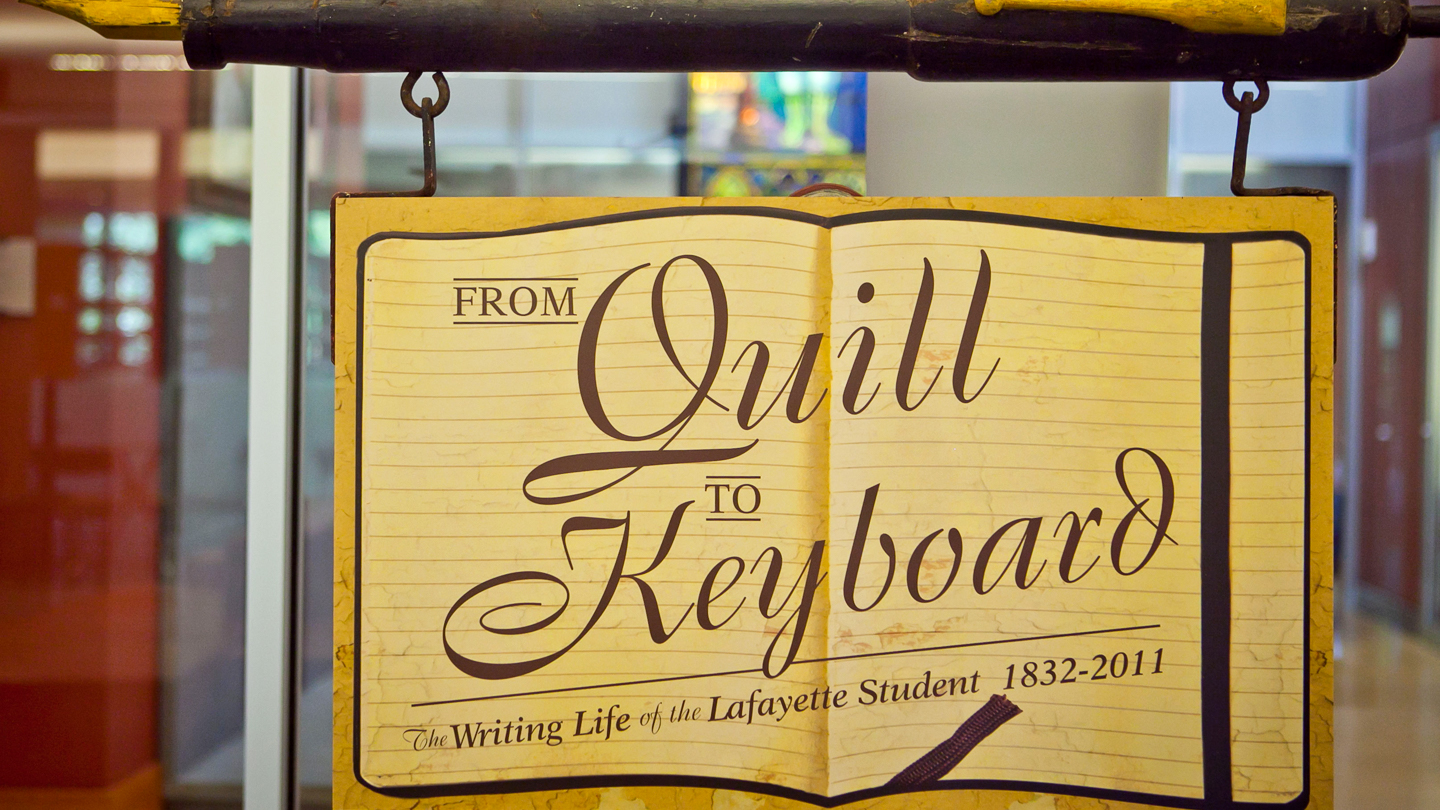 FROM Quill
TO
Keyboard
The Writing Life of the Lafayette Student 1832-2011